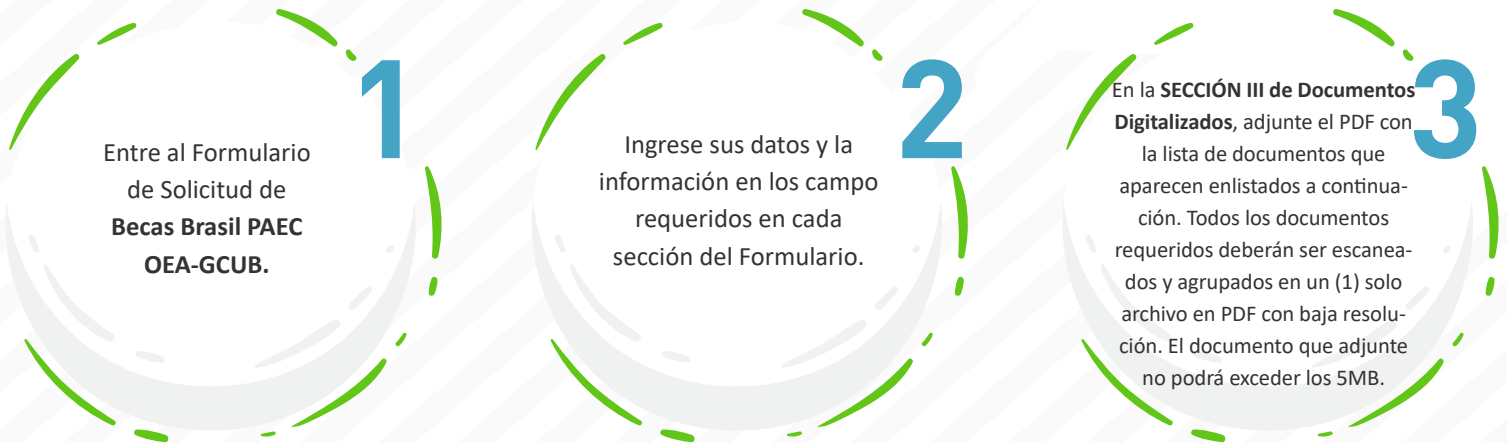 1
Entre al Formulario
de Solicitud de
Becas Brasil PAEC
OEA-GCUB.
2
Ingrese sus datos y la
información en los campo
requeridos en cada
sección del Formulario.
3
En la SECCIÓN III de Documentos
Digitalizados, adjunte el PDF con
la lista de documentos que
aparecen enlistados a continua-
ción. Todos los documentos
requeridos deberán ser escanea-
dos y agrupados en un (1) solo
archivo en PDF con baja resolu-
ción. El documento que adjunte
no podrá exceder los 5MB.